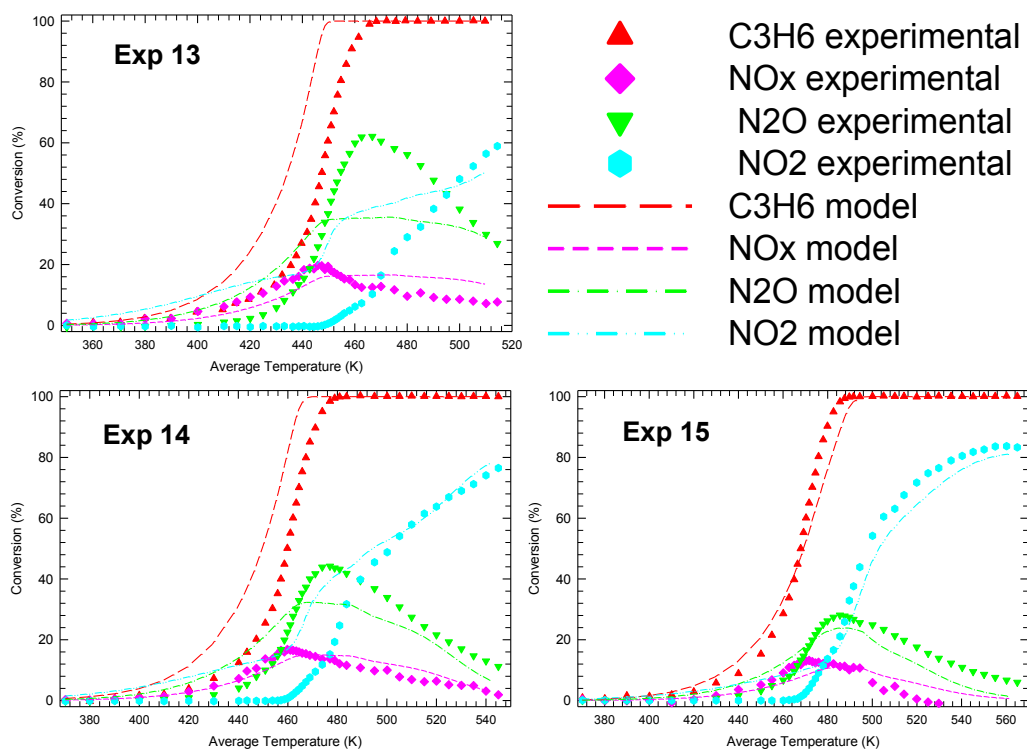 Exp 13
Conversion (%)
100
80
60
40
20
0
360 380 400 420 440 460 480 500 520
Average Temperature (K)
C3H6 experimental
NOx experimental
N2O experimental
NO2 experimental
C3H6 model
NOx model
N2O model
NO2 model
Exp 14
Conversion (%)
100
80
60
40
20
0
380 400 420 440 460 480 500 520 540
Average Temperature (K)
Exp 15
Conversion (%)
100
80
60
40
20
0
380 400 420 440 460 480 500 520 540 560
Average Temperature (K)